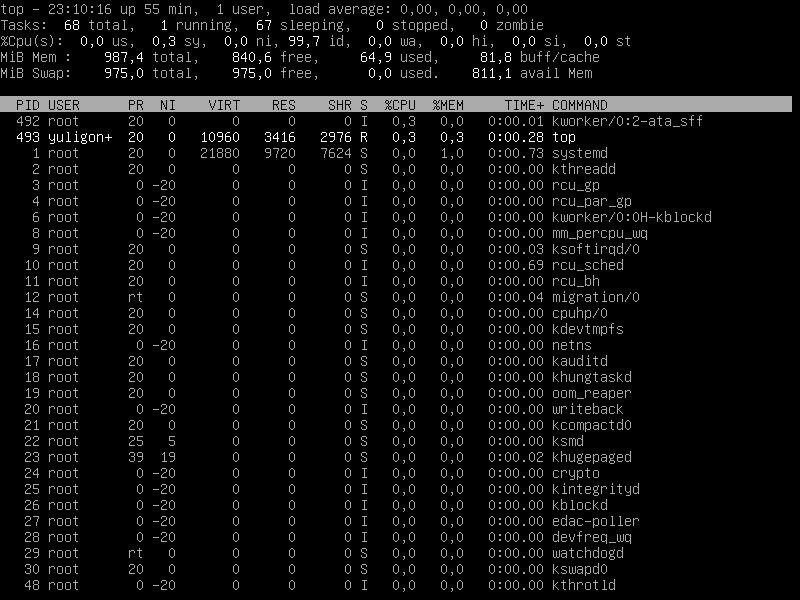 top - 23:10:16 up 55 min,  1 user,  load average: 0,00, 0,00, 0,00
Tasks:  68 total,   1 running,  67 sleeping,   0 stopped,   0 zombie
%Cpu(s):  0,0 us,  0,3 sy,  0,0 ni, 99,7 id,  0,0 wa,  0,0 hi,  0,0 si,  0,0 st
MiB Mem :    987,4 total,    840,6 free,     64,9 used,     81,8 buff/cache
MiB Swap:    975,0 total,    975,0 free,      0,0 used.    811,1 avail Mem
  PID USER      PR  NI    VIRT    RES    SHR S  %CPU  %MEM     TIME+ COMMAND
  492 root      20   0       0      0      0 I   0,3   0,0   0:00.01 kworker/0:2-ata_sff
  493 yuligon+  20   0   10960   3416   2976 R   0,3   0,3   0:00.28 top
    1 root      20   0   21880   9720   7624 S   0,0   1,0   0:00.73 systemd
    2 root      20   0       0      0      0 S   0,0   0,0   0:00.00 kthreadd
    3 root       0 -20       0      0      0 I   0,0   0,0   0:00.00 rcu_gp
    4 root       0 -20       0      0      0 I   0,0   0,0   0:00.00 rcu_par_gp
    6 root       0 -20       0      0      0 I   0,0   0,0   0:00.00 kworker/0:0H-kblockd
    8 root       0 -20       0      0      0 I   0,0   0,0   0:00.00 mm_percpu_wq
    9 root      20   0       0      0      0 S   0,0   0,0   0:00.03 ksoftirqd/0
   10 root      20   0       0      0      0 I   0,0   0,0   0:00.69 rcu_sched
   11 root      20   0       0      0      0 I   0,0   0,0   0:00.00 rcu_bh
   12 root      rt   0       0      0      0 S   0,0   0,0   0:00.04 migration/0
   14 root      20   0       0      0      0 S   0,0   0,0   0:00.00 cpuhp/0
   15 root      20   0       0      0      0 S   0,0   0,0   0:00.00 kdevtmpfs
   16 root       0 -20       0      0      0 I   0,0   0,0   0:00.00 netns
   17 root      20   0       0      0      0 S   0,0   0,0   0:00.00 kauditd
   18 root      20   0       0      0      0 S   0,0   0,0   0:00.00 khungtaskd
   19 root      20   0       0      0      0 S   0,0   0,0   0:00.00 oom_reaper
   20 root       0 -20       0      0      0 I   0,0   0,0   0:00.00 writeback
   21 root      20   0       0      0      0 S   0,0   0,0   0:00.00 kcompactd0
   22 root      25   5       0      0      0 S   0,0   0,0   0:00.00 ksmd
   23 root      39  19       0      0      0 S   0,0   0,0   0:00.02 khugepaged
   24 root       0 -20       0      0      0 I   0,0   0,0   0:00.00 crypto
   25 root       0 -20       0      0      0 I   0,0   0,0   0:00.00 kintegrityd
   26 root       0 -20       0      0      0 I   0,0   0,0   0:00.00 kblockd
   27 root       0 -20       0      0      0 I   0,0   0,0   0:00.00 edac-poller
   28 root       0 -20       0      0      0 I   0,0   0,0   0:00.00 devfreq_wq
   29 root      rt   0       0      0      0 S   0,0   0,0   0:00.00 watchdogd
   30 root      20   0       0      0      0 S   0,0   0,0   0:00.00 kswapd0
   48 root       0 -20       0      0      0 I   0,0   0,0   0:00.00 kthrotld